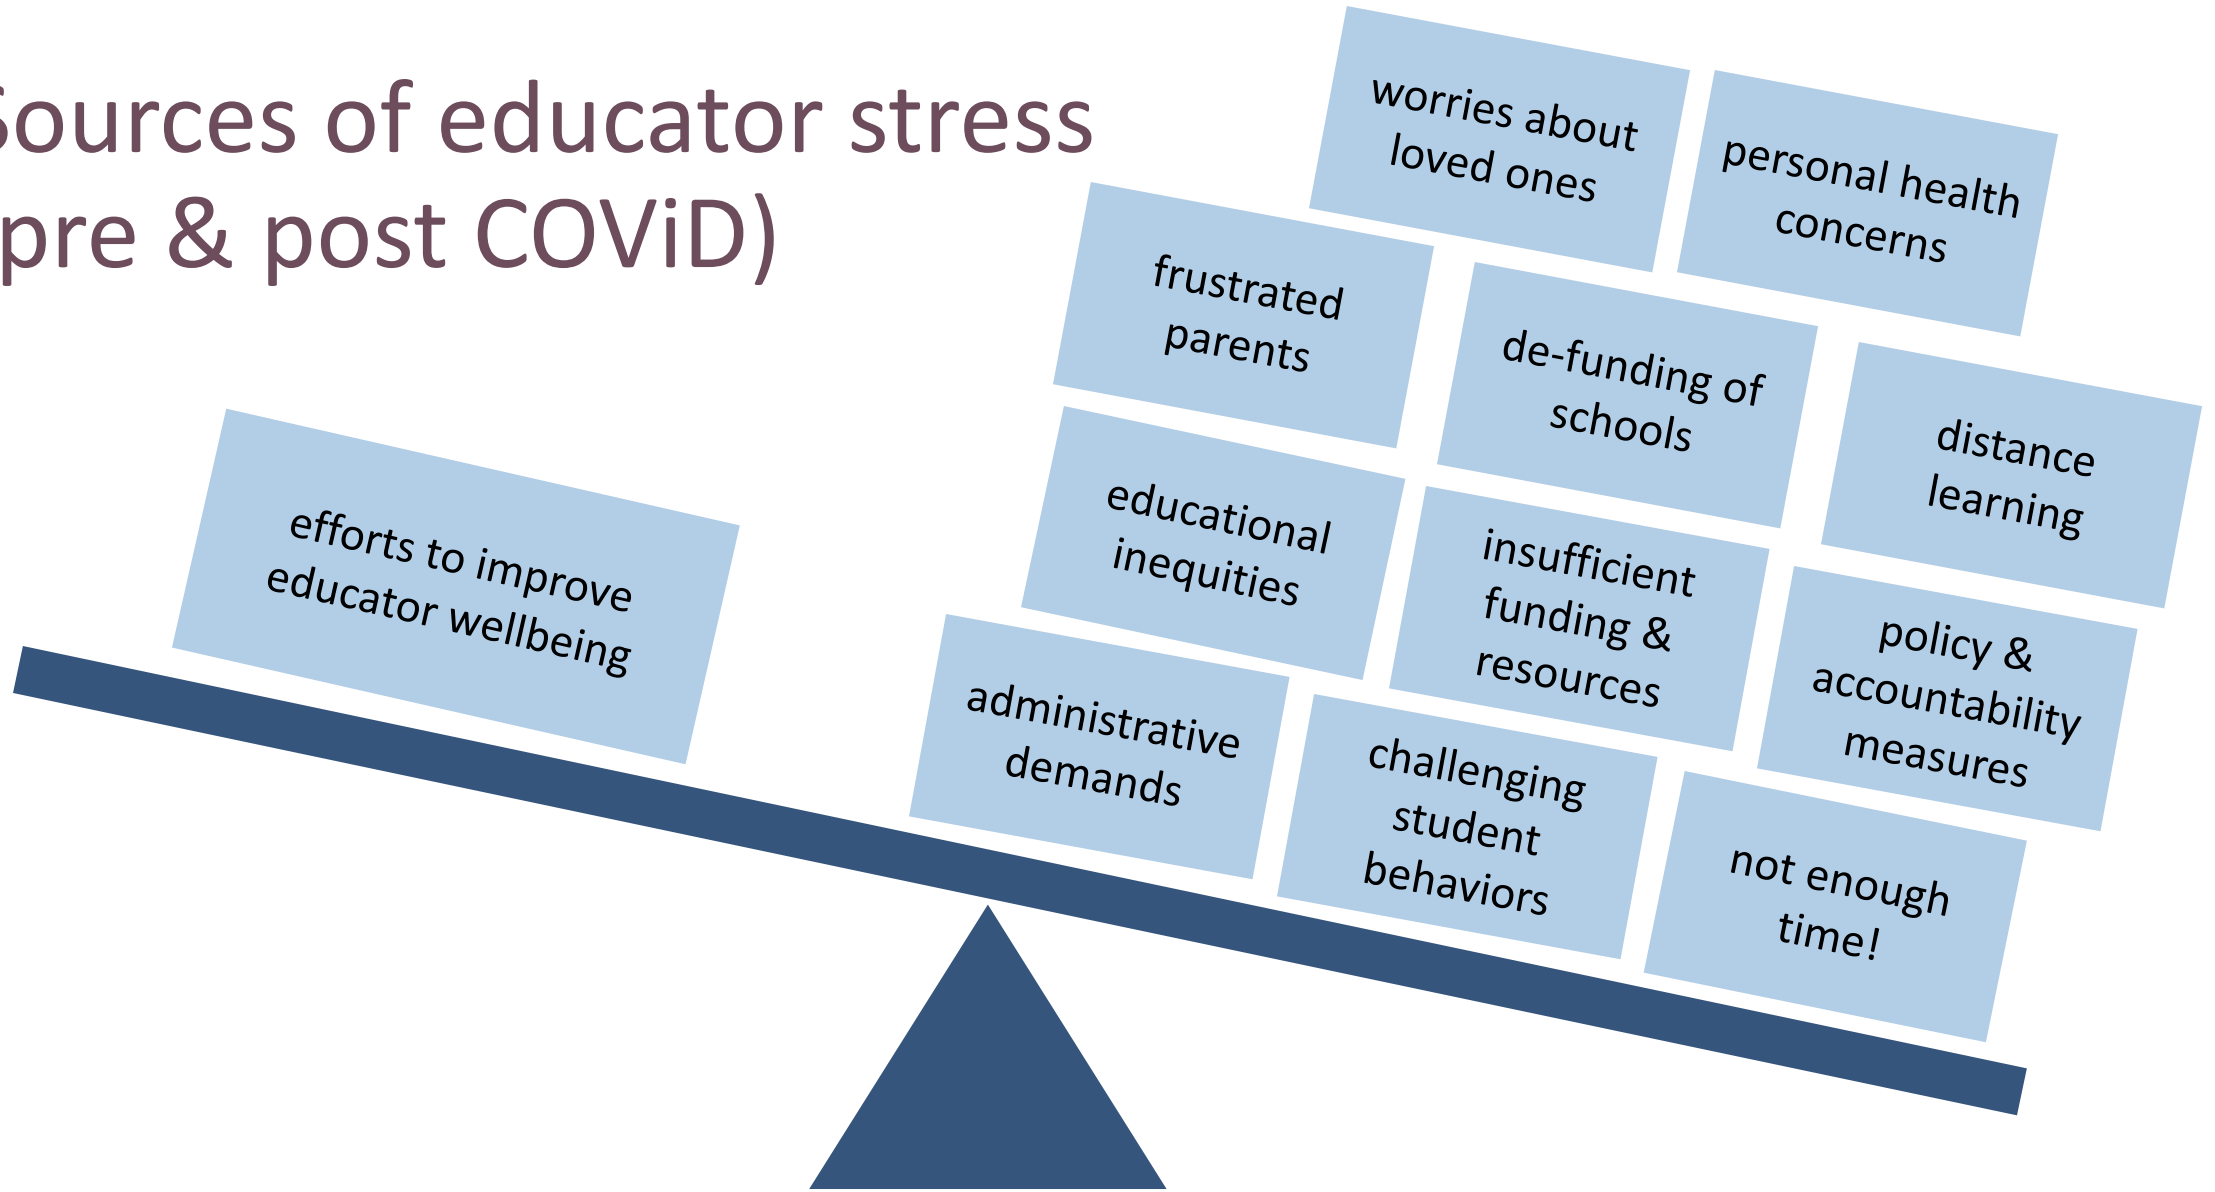 Sources of educator stress
pre & post COViD)
worries about
loved ones
personal health
concerns
frustrated
parents
de-funding of
schools
distance
learning
efforts to improve
educator wellbeing
educational
inequities
insufficient
funding &
resources
policy &
accountability
measures
administrative
demands
challenging
student
behaviors
not enough
time!